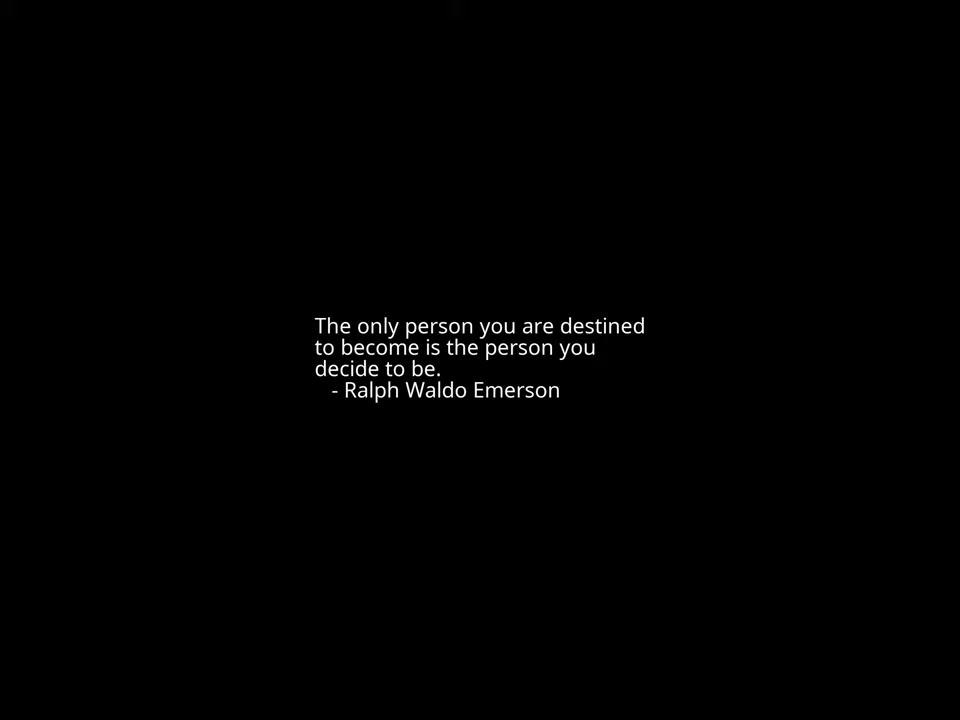 The only person you are destined
to become is the person you
decide to be.
- Ralph Waldo Emerson